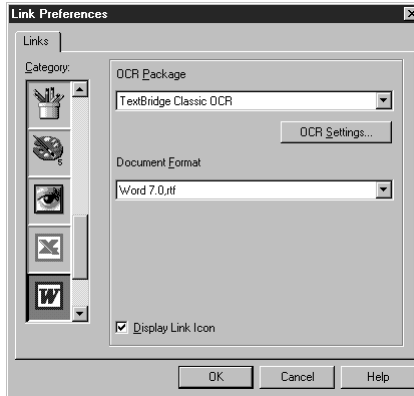 Link Preferences
Links
Category:
OCR Package
TextBridge Classic OCR
OCR Settings...
Document Format
Word 7.0,rtf
Display Link Icon
OK
Cancel
Help